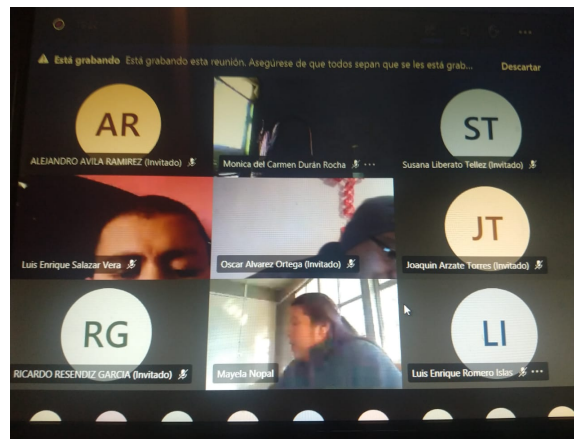 Está grabando Está grabando esta reunión. Asegúrese de que todos sepan que se les está grab... Descartar
AR
ALEJANDRO AVILA RAMIREZ (Invitado)
Monica del Carmen Durán Rocha
ST
Susana Liberato Tellez (Invitado)
Luis Enrique Salazar Vera
Oscar Alvarez Ortega (Invitado)
JT
Joaquin Arzate Torres (Invitado)
RG
RICARDO RESENDIZ GARCIA (Invitado)
Mayela Nopal
LI
Luis Enrique Romero Islas